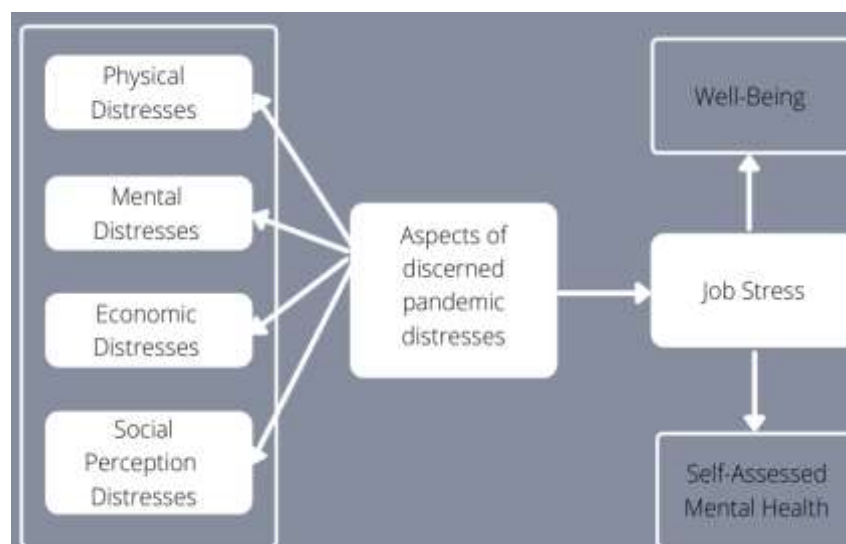 Physical
Distresses
Mental
Distresses
Economic
Distresses
Social
Perception
Distresses
Aspects of
discerned
pandemic
distresses
Well-Being
Job Stress
Self-Assessed
Mental Health